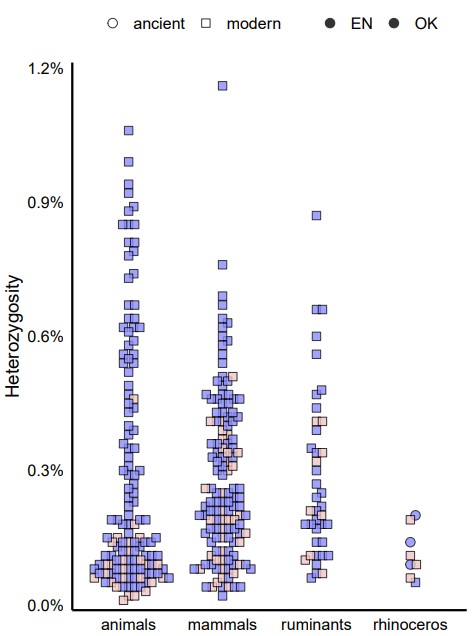 ancient modern EN OK
1.2%
0.9%
0.6%
0.3%
0.0%
Heterozygosity
animals mammals ruminants rhinoceros